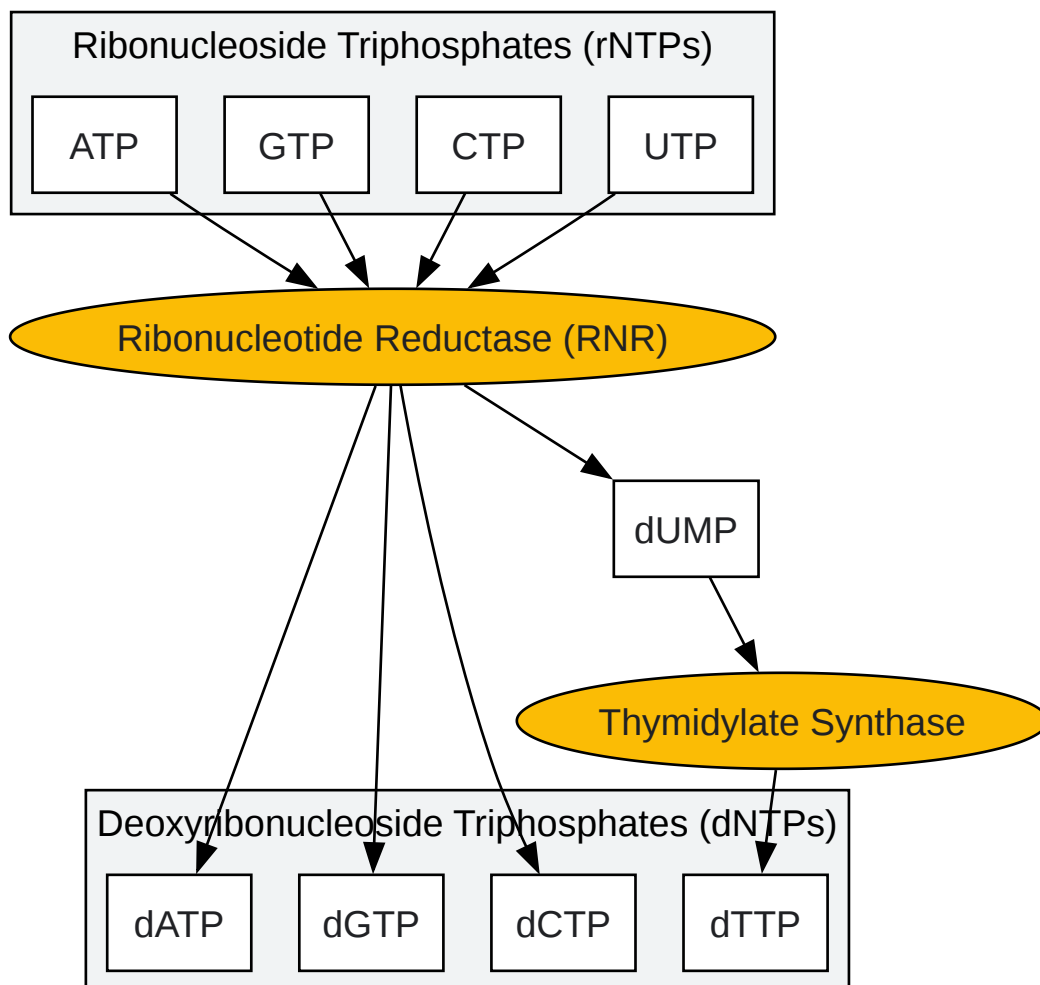 Ribonucleoside Triphosphates (rNTPs)
ATP
GTP
CTP
UTP
Ribonucleotide Reductase (RNR)
dUMP
Thymidylate Synthase
Deoxyribonucleoside Triphosphates (dNTPs)
dATP
dGTP
dCTP
dTTP